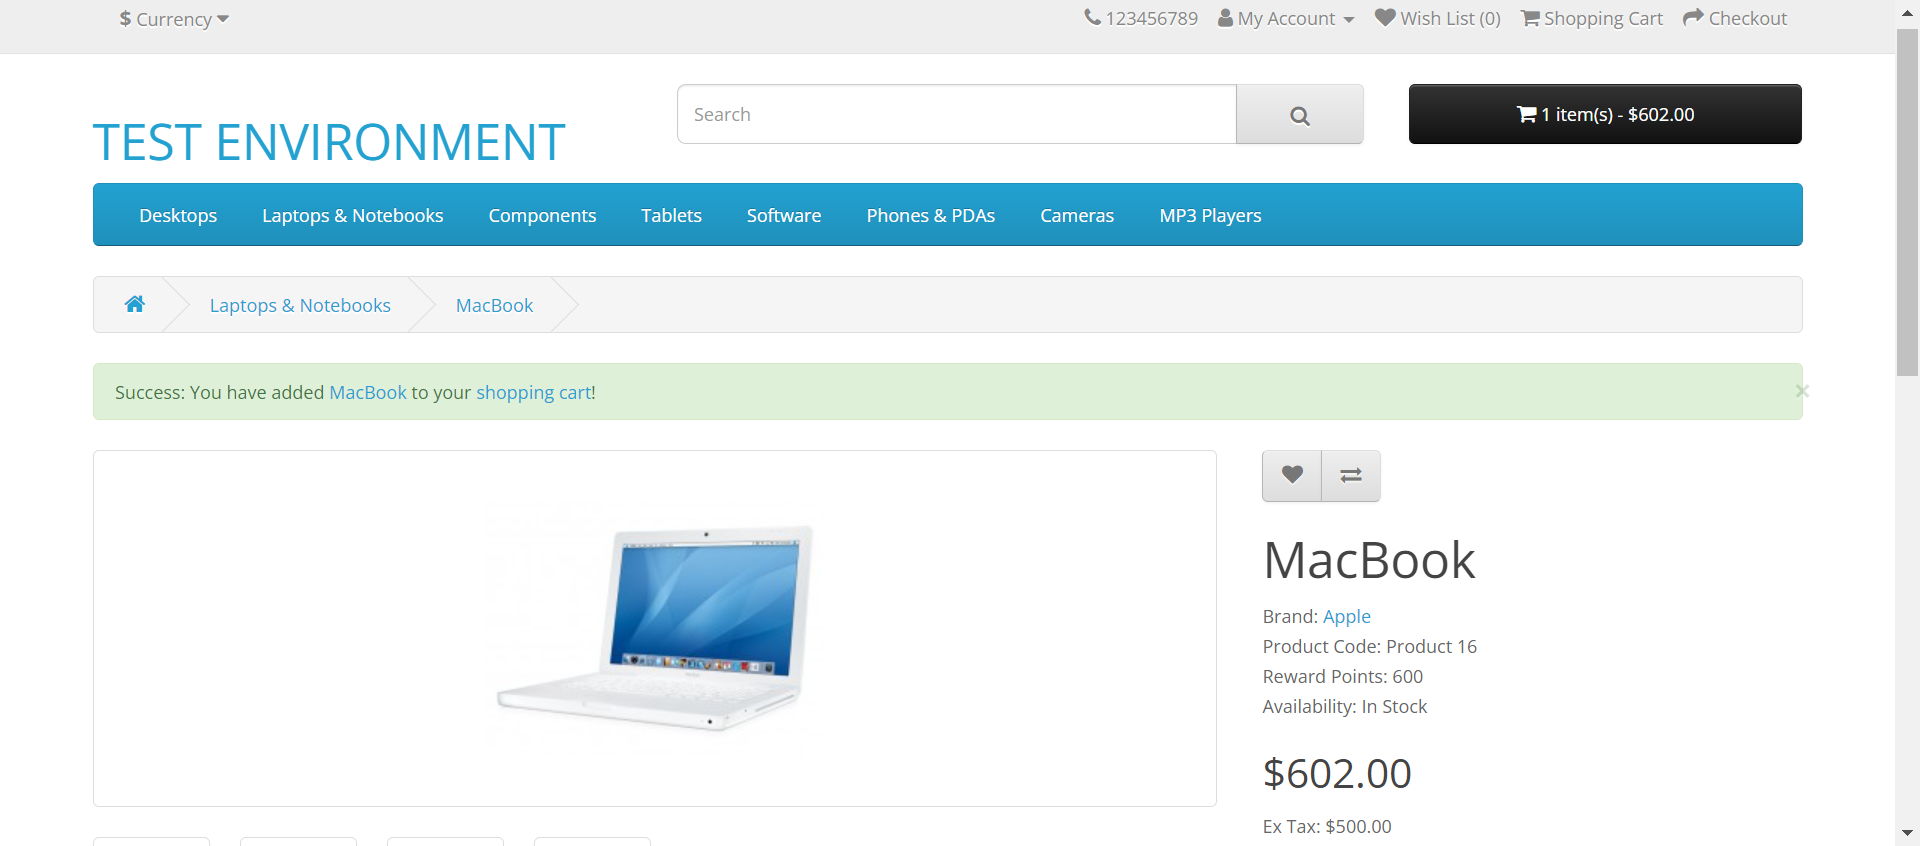 $ Currency
123456789 My Account Wish List (0) Shopping Cart Checkout
TEST ENVIRONMENT
Search
1 item(s) - $602.00
Desktops Laptops & Notebooks Components Tablets Software Phones & PDAs Cameras MP3 Players
Laptops & Notebooks MacBook
Success: You have added MacBook to your shopping cart!
×
MacBook
Brand: Apple
Product Code: Product 16
Reward Points: 600
Availability: In Stock
$602.00
Ex Tax: $500.00